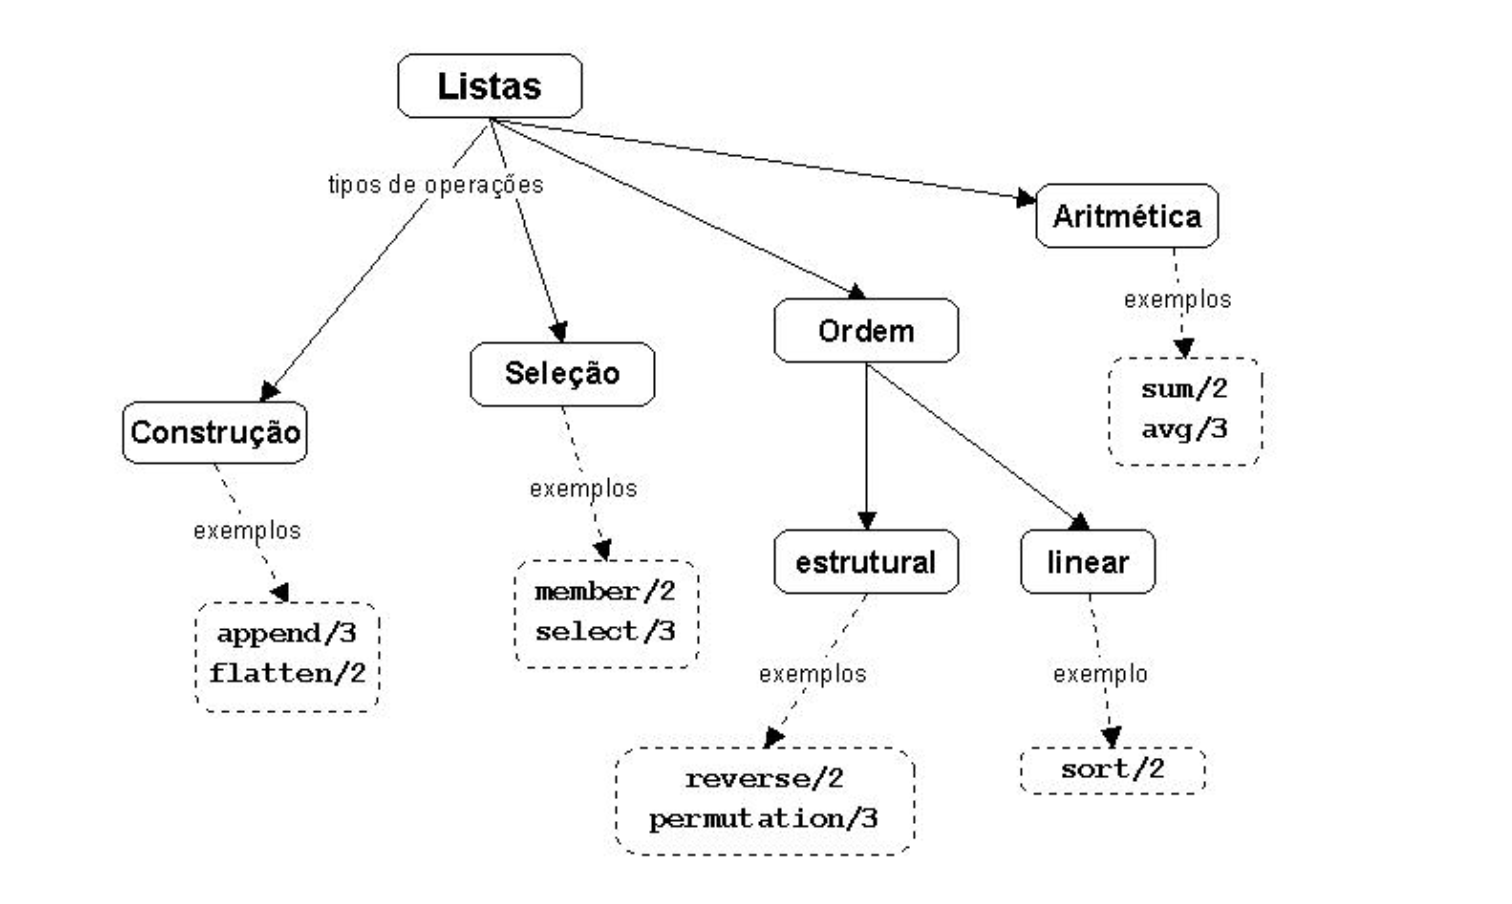 Listas
tipos de operações
Aritmética
exemplos
sum/2
avg/3
Ordem
Seleção
exemplos
member/2
select/3
Construção
exemplos
append/3
flatten/2
estrutural
exemplos
reverse/2
permutation/3
linear
exemplo
sort/2